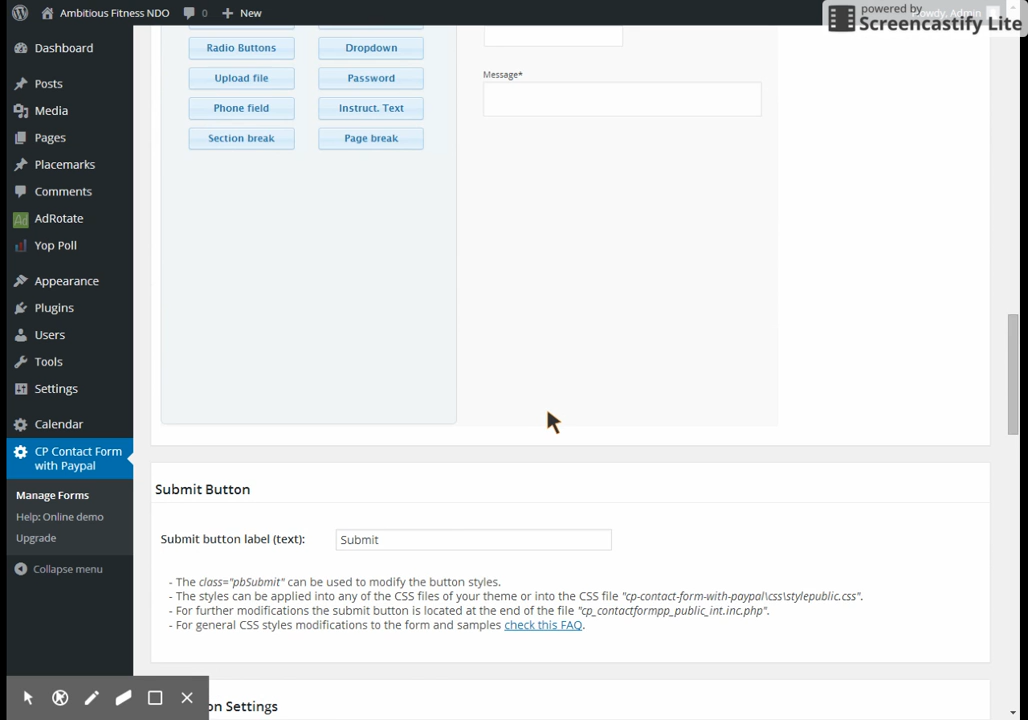 Ambitious Fitness NDO 0 New
powered by
Screencastify Lite
Howdy, Admin
Dashboard
Posts
Media
Pages
Placemarks
Comments
AdRotate
Yop Poll
Appearance
Plugins
Users
Tools
Settings
Calendar
CP Contact Form
with Paypal
Manage Forms
Help: Online demo
Upgrade
Collapse menu
Radio Buttons Dropdown
Upload file Password
Phone field Instruct. Text
Section break Page break
Message*
Submit Button
Submit button label (text): Submit
- The class="pbSubmit" can be used to modify the button styles.
- The styles can be applied into any of the CSS files of your theme or into the CSS file "cp-contact-form-with-paypal\css\stylepublic.css".
- For further modifications the submit button is located at the end of the file "cp_contactformpp_public_int.inc.php".
- For general CSS styles modifications to the form and samples check this FAQ.
on Settings